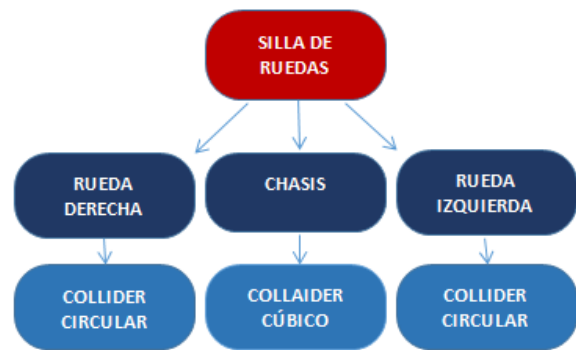 SILLA DE
RUEDAS
RUEDA
DERECHA
CHASIS
RUEDA
IZQUIERDA
COLLIDER
CIRCULAR
COLLAIDER
CÚBICO
COLLIDER
CIRCULAR